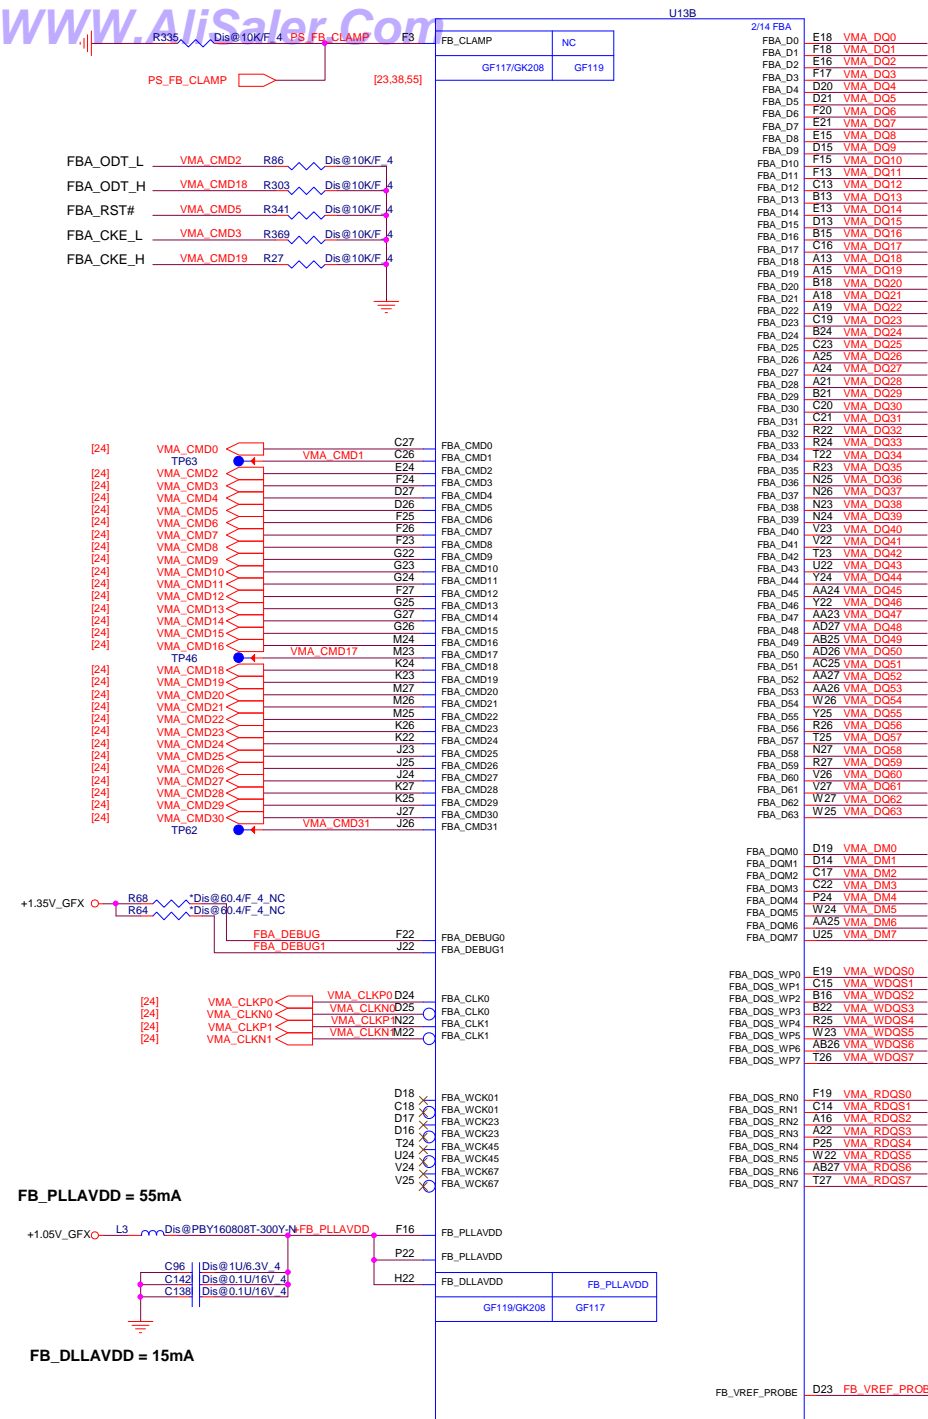 WWW.AliSaler.Com
U13B
2/14 FBA
R335 Dis@10K/F_4 PS_FB_CLAMP F3 FB_CLAMP NC
GF117/GK208 GF119
PS_FB_CLAMP [23,38,55]
FBA_ODT_L VMA_CMD2 R86 Dis@10K/F_4
FBA_ODT_H VMA_CMD18 R303 Dis@10K/F_4
FBA_RST# VMA_CMD5 R341 Dis@10K/F_4
FBA_CKE_L VMA_CMD3 R369 Dis@10K/F_4
FBA_CKE_H VMA_CMD19 R27 Dis@10K/F_4
[24] VMA_CMD0 C27 FBA_CMD0
TP63 VMA_CMD1 C26 FBA_CMD1
[24] VMA_CMD2 E24 FBA_CMD2
[24] VMA_CMD3 F24 FBA_CMD3
[24] VMA_CMD4 D27 FBA_CMD4
[24] VMA_CMD5 D26 FBA_CMD5
[24] VMA_CMD6 F25 FBA_CMD6
[24] VMA_CMD7 F26 FBA_CMD7
[24] VMA_CMD8 F23 FBA_CMD8
[24] VMA_CMD9 G22 FBA_CMD9
[24] VMA_CMD10 G23 FBA_CMD10
[24] VMA_CMD11 G24 FBA_CMD11
[24] VMA_CMD12 F27 FBA_CMD12
[24] VMA_CMD13 G25 FBA_CMD13
[24] VMA_CMD14 G27 FBA_CMD14
[24] VMA_CMD15 G26 FBA_CMD15
[24] VMA_CMD16 M24 FBA_CMD16
TP46 VMA_CMD17 M23 FBA_CMD17
[24] VMA_CMD18 K24 FBA_CMD18
[24] VMA_CMD19 K23 FBA_CMD19
[24] VMA_CMD20 M27 FBA_CMD20
[24] VMA_CMD21 M26 FBA_CMD21
[24] VMA_CMD22 M25 FBA_CMD22
[24] VMA_CMD23 K26 FBA_CMD23
[24] VMA_CMD24 K22 FBA_CMD24
[24] VMA_CMD25 J23 FBA_CMD25
[24] VMA_CMD26 J25 FBA_CMD26
[24] VMA_CMD27 J24 FBA_CMD27
[24] VMA_CMD28 K27 FBA_CMD28
[24] VMA_CMD29 K25 FBA_CMD29
[24] VMA_CMD30 J27 FBA_CMD30
TP62 VMA_CMD31 J26 FBA_CMD31
+1.35V_GFX R68 *Dis@60.4/F_4_NC
R64 *Dis@60.4/F_4_NC
FBA_DEBUG F22 FBA_DEBUG0
FBA_DEBUG1 J22 FBA_DEBUG1
[24] VMA_CLKP0 VMA_CLKP0 D24 FBA_CLK0
[24] VMA_CLKN0 VMA_CLKN0 D25 FBA_CLK0
[24] VMA_CLKP1 VMA_CLKP1 N22 FBA_CLK1
[24] VMA_CLKN1 VMA_CLKN1 M22 FBA_CLK1
D18 FBA_WCK01
C18 FBA_WCK01
D17 FBA_WCK23
D16 FBA_WCK23
T24 FBA_WCK45
U24 FBA_WCK45
V24 FBA_WCK67
V25 FBA_WCK67
FB_PLLAVDD = 55mA
+1.05V_GFX L3 Dis@PBY160808T-300Y-N +FB_PLLAVDD F16 FB_PLLAVDD
P22 FB_PLLAVDD
C96 Dis@1U/6.3V_4
C142 Dis@0.1U/16V_4
C138 Dis@0.1U/16V_4
H22 FB_DLLAVDD FB_PLLAVDD
GF119/GK208 GF117
FB_DLLAVDD = 15mA
FBA_D0 E18 VMA_DQ0
FBA_D1 F18 VMA_DQ1
FBA_D2 E16 VMA_DQ2
FBA_D3 F17 VMA_DQ3
FBA_D4 D20 VMA_DQ4
FBA_D5 D21 VMA_DQ5
FBA_D6 F20 VMA_DQ6
FBA_D7 E21 VMA_DQ7
FBA_D8 E15 VMA_DQ8
FBA_D9 D15 VMA_DQ9
FBA_D10 F15 VMA_DQ10
FBA_D11 F13 VMA_DQ11
FBA_D12 C13 VMA_DQ12
FBA_D13 B13 VMA_DQ13
FBA_D14 E13 VMA_DQ14
FBA_D15 D13 VMA_DQ15
FBA_D16 B15 VMA_DQ16
FBA_D17 C16 VMA_DQ17
FBA_D18 A13 VMA_DQ18
FBA_D19 A15 VMA_DQ19
FBA_D20 B18 VMA_DQ20
FBA_D21 A18 VMA_DQ21
FBA_D22 A19 VMA_DQ22
FBA_D23 C19 VMA_DQ23
FBA_D24 B24 VMA_DQ24
FBA_D25 C23 VMA_DQ25
FBA_D26 A25 VMA_DQ26
FBA_D27 A24 VMA_DQ27
FBA_D28 A21 VMA_DQ28
FBA_D29 B21 VMA_DQ29
FBA_D30 C20 VMA_DQ30
FBA_D31 C21 VMA_DQ31
FBA_D32 R22 VMA_DQ32
FBA_D33 R24 VMA_DQ33
FBA_D34 T22 VMA_DQ34
FBA_D35 R23 VMA_DQ35
FBA_D36 N25 VMA_DQ36
FBA_D37 N26 VMA_DQ37
FBA_D38 N23 VMA_DQ38
FBA_D39 N24 VMA_DQ39
FBA_D40 V23 VMA_DQ40
FBA_D41 V22 VMA_DQ41
FBA_D42 T23 VMA_DQ42
FBA_D43 U22 VMA_DQ43
FBA_D44 Y24 VMA_DQ44
FBA_D45 AA24 VMA_DQ45
FBA_D46 Y22 VMA_DQ46
FBA_D47 AA23 VMA_DQ47
FBA_D48 AD27 VMA_DQ48
FBA_D49 AB25 VMA_DQ49
FBA_D50 AD26 VMA_DQ50
FBA_D51 AC25 VMA_DQ51
FBA_D52 AA27 VMA_DQ52
FBA_D53 AA26 VMA_DQ53
FBA_D54 W26 VMA_DQ54
FBA_D55 Y25 VMA_DQ55
FBA_D56 R26 VMA_DQ56
FBA_D57 T25 VMA_DQ57
FBA_D58 N27 VMA_DQ58
FBA_D59 R27 VMA_DQ59
FBA_D60 V26 VMA_DQ60
FBA_D61 V27 VMA_DQ61
FBA_D62 W27 VMA_DQ62
FBA_D63 W25 VMA_DQ63
FBA_DQM0 D19 VMA_DM0
FBA_DQM1 D14 VMA_DM1
FBA_DQM2 C17 VMA_DM2
FBA_DQM3 C22 VMA_DM3
FBA_DQM4 P24 VMA_DM4
FBA_DQM5 W24 VMA_DM5
FBA_DQM6 AA25 VMA_DM6
FBA_DQM7 U25 VMA_DM7
FBA_DQS_WP0 E19 VMA_WDQS0
FBA_DQS_WP1 C15 VMA_WDQS1
FBA_DQS_WP2 B16 VMA_WDQS2
FBA_DQS_WP3 B22 VMA_WDQS3
FBA_DQS_WP4 R25 VMA_WDQS4
FBA_DQS_WP5 W23 VMA_WDQS5
FBA_DQS_WP6 AB26 VMA_WDQS6
FBA_DQS_WP7 T26 VMA_WDQS7
FBA_DQS_RN0 F19 VMA_RDQS0
FBA_DQS_RN1 C14 VMA_RDQS1
FBA_DQS_RN2 A16 VMA_RDQS2
FBA_DQS_RN3 A22 VMA_RDQS3
FBA_DQS_RN4 P25 VMA_RDQS4
FBA_DQS_RN5 W22 VMA_RDQS5
FBA_DQS_RN6 AB27 VMA_RDQS6
FBA_DQS_RN7 T27 VMA_RDQS7
FB_VREF_PROBE D23 FB_VREF_PROB